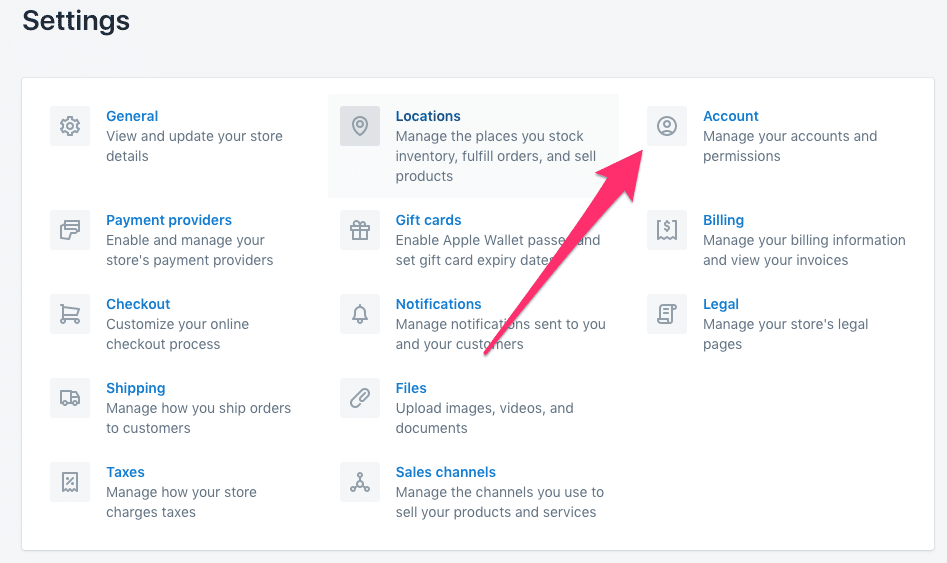 Settings
General
View and update your store
details
Locations
Manage the places you stock
inventory, fulfill orders, and sell
products
Account
Manage your accounts and
permissions
Payment providers
Enable and manage your
store's payment providers
Gift cards
Enable Apple Wallet passes and
set gift card expiry dates
Billing
Manage your billing information
and view your invoices
Checkout
Customize your online
checkout process
Notifications
Manage notifications sent to you
and your customers
Legal
Manage your store's legal
pages
Shipping
Manage how you ship orders
to customers
Files
Upload images, videos, and
documents
Taxes
Manage how your store
charges taxes
Sales channels
Manage the channels you use to
sell your products and services